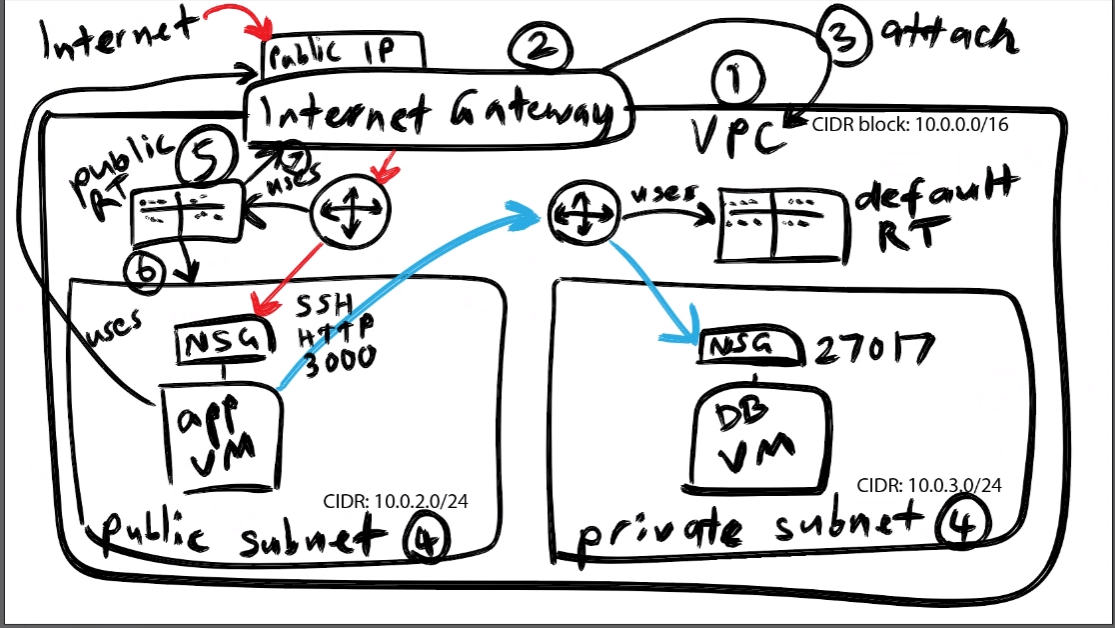 Internet
Public IP
2
3 attach
1
Internet Gateway
VPC
CIDR block: 10.0.0.0/16
public
RT
5
7
uses
uses
default
RT
6
uses
NSG
SSH
HTTP
3000
NSG
27017
app
VM
DB
VM
CIDR: 10.0.2.0/24
CIDR: 10.0.3.0/24
public subnet 4
private subnet 4